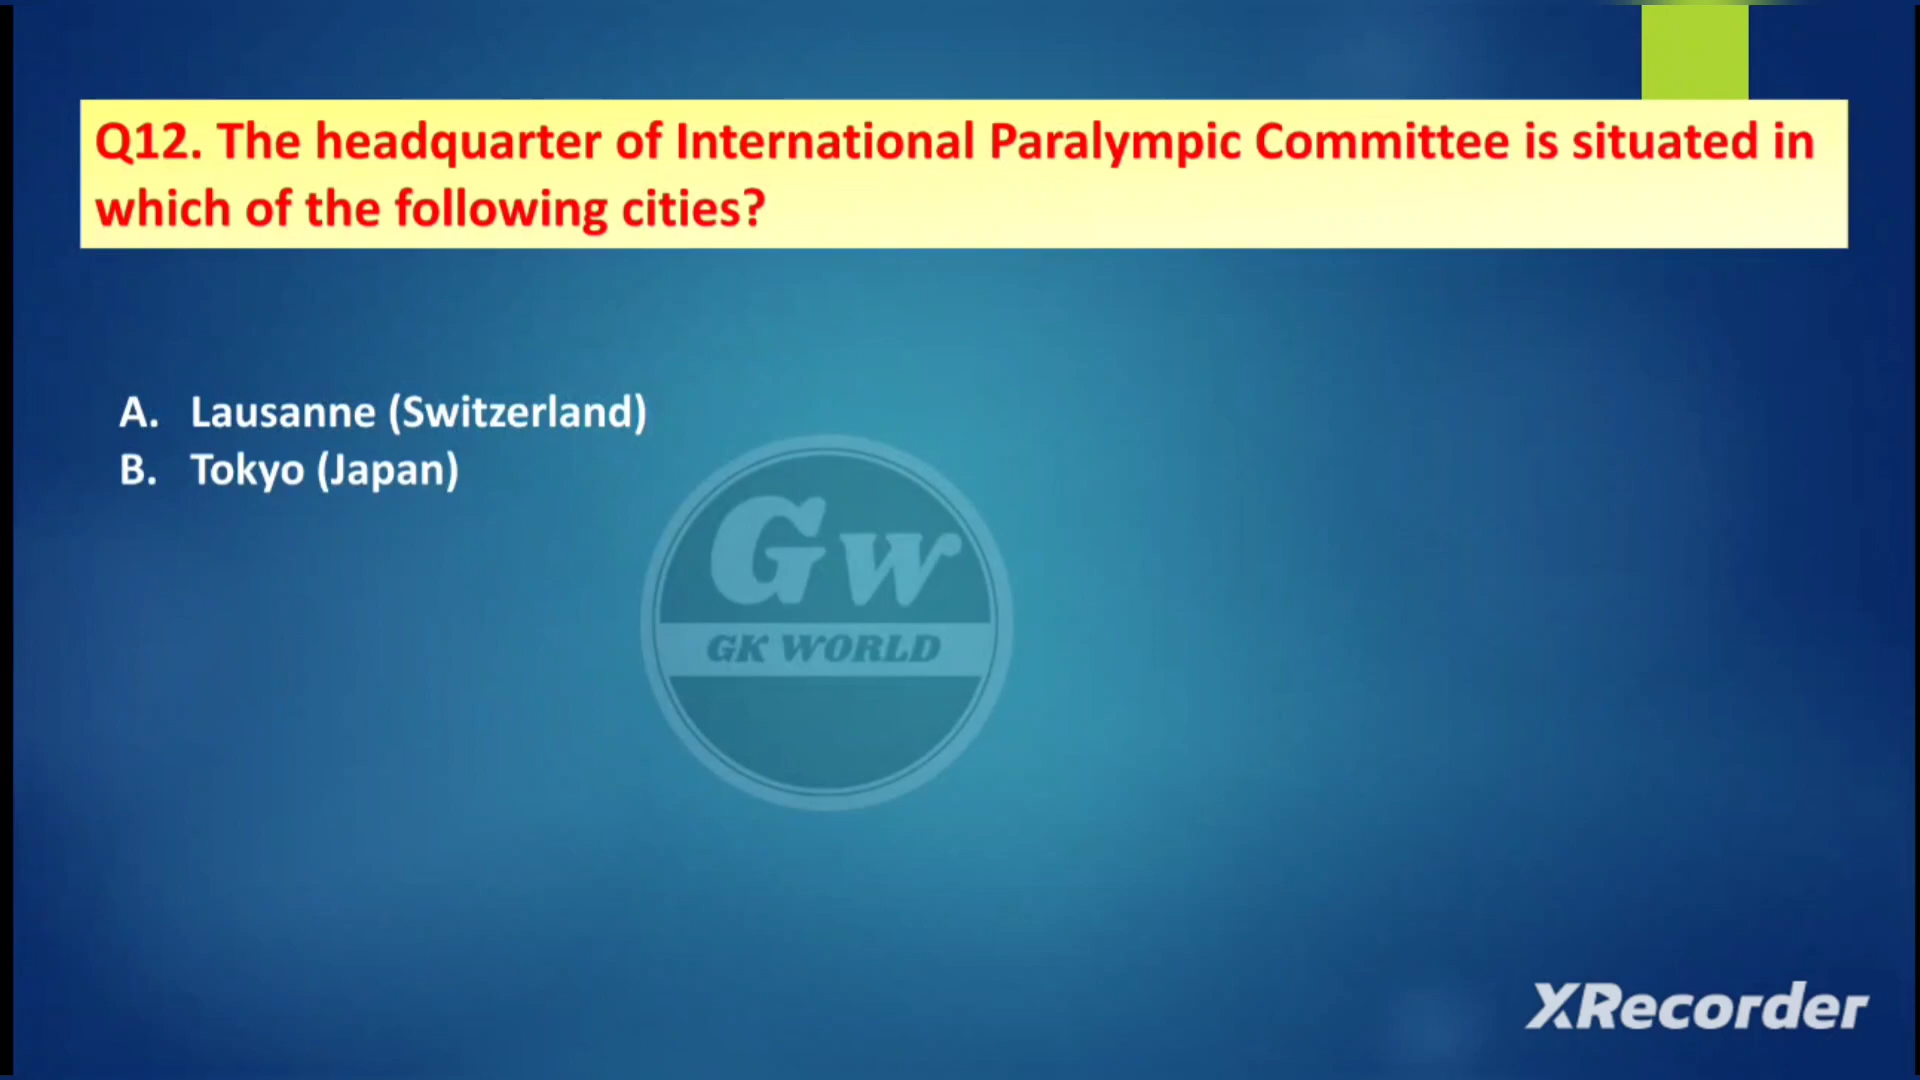 Q12. The headquarter of International Paralympic Committee is situated in
which of the following cities?
A. Lausanne (Switzerland)
B. Tokyo (Japan)
GW
GK WORLD
XRecorder